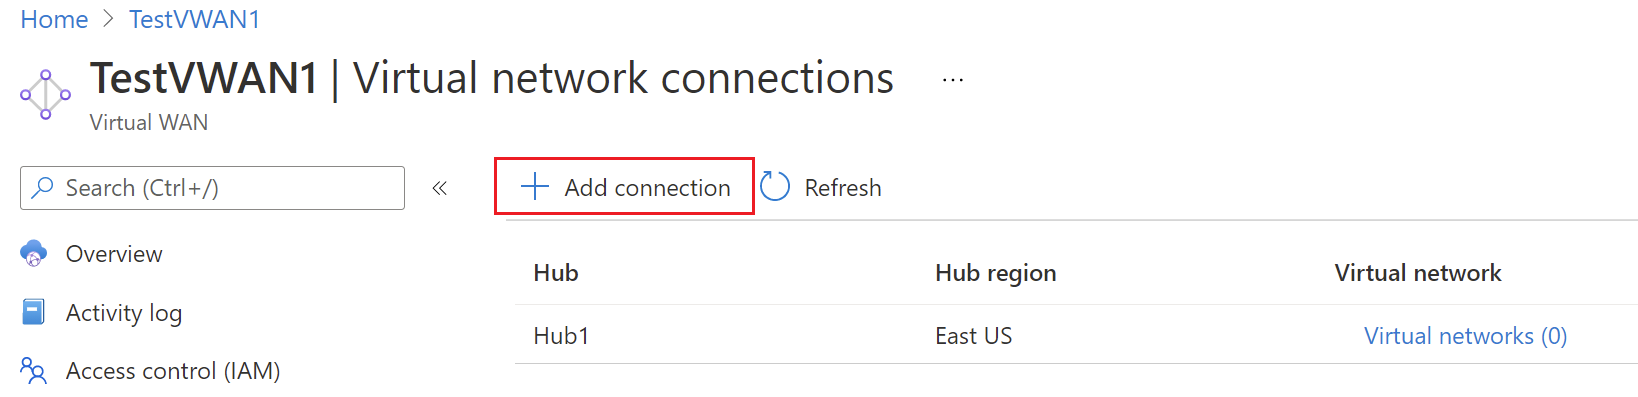 Home > TestVWAN1
TestVWAN1 | Virtual network connections ...
Virtual WAN
Search (Ctrl+/) «
+ Add connection Refresh
Overview
Activity log
Access control (IAM)
Hub Hub region Virtual network
Hub1 East US Virtual networks (0)